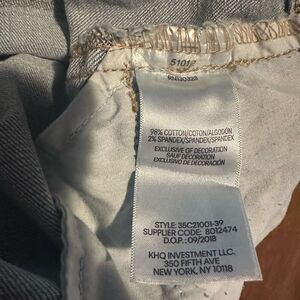 51012
98% COTTON/COTON/ALGODÓN
2% SPANDEX/SPANDEX/SPANDEX
EXCLUSIVE OF DECORATION
SAUF DÉCORATION
EXCLUSIVO DE DECORACIÓN
STYLE: 35C21001-39
SUPPLIER CODE: 8012474
D.O.P.: 09/2018
KHQ INVESTMENT LLC.
350 FIFTH AVE
NEW YORK, NY 10118